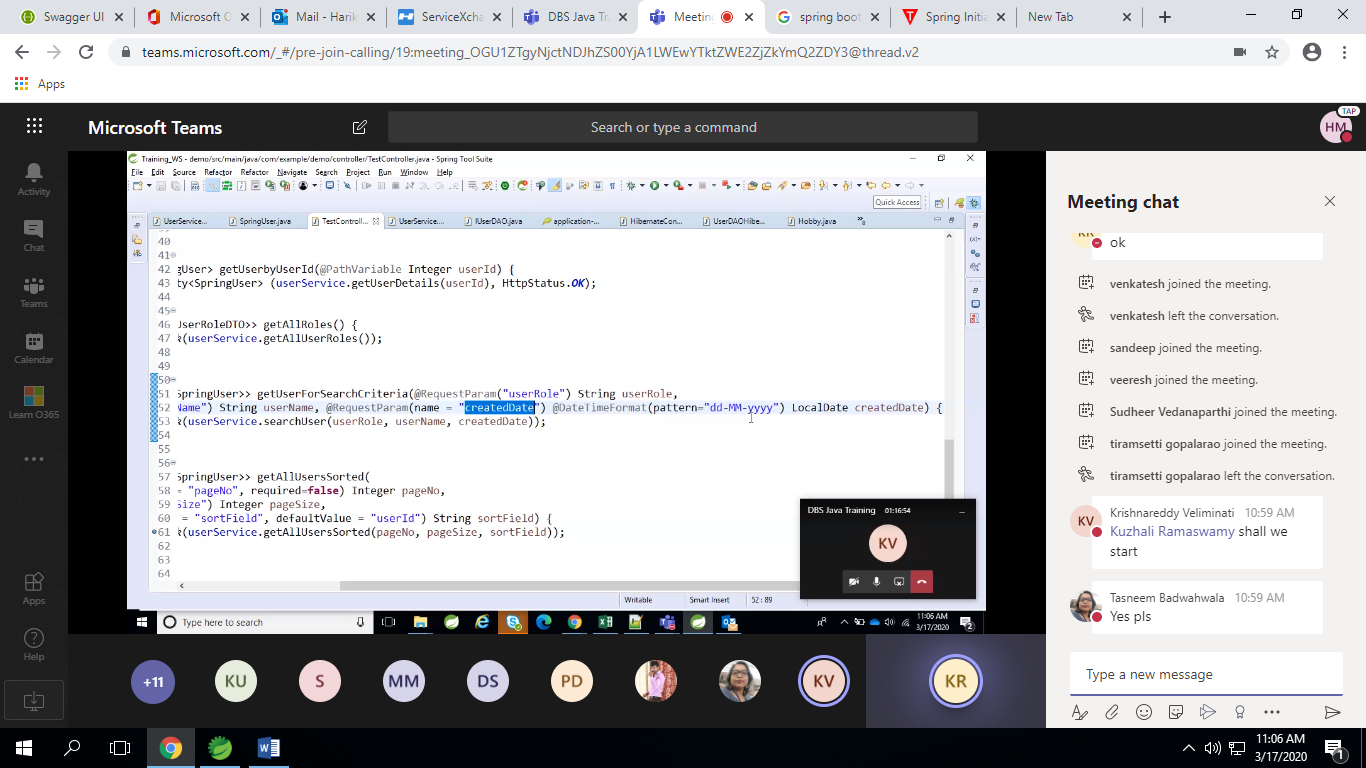 Swagger UI
Microsoft O
Mail - Harik
ServiceXcha
DBS Java Tra
Meeting
spring boot
Spring Initia
New Tab
teams.microsoft.com/_#/pre-join-calling/19:meeting_OGU1ZTgyNjctNDJhZS00YjA1LWEwYTktZWE2ZjZkYmQ2ZDY3@thread.v2
Apps
Microsoft Teams
Search or type a command
TAP
HM
Activity
Chat
Teams
Calendar
Learn O365
Apps
Help
Training_WS - demo/src/main/java/com/example/demo/controller/TestController.java - Spring Tool Suite
File Edit Source Refactor Refactor Navigate Search Project Run Window Help
Quick Access
UserService...
SpringUser.java
TestControll...
UserService....
IUserDAO.java
application-...
HibernateCon...
UserDAOHibe...
Hobby.java
40
41
42 gUser> getUserbyUserId(@PathVariable Integer userId) {
43 ty<SpringUser> (userService.getUserDetails(userId), HttpStatus.OK);
44
45
46 UserRoleDTO>> getAllRoles() {
47 k(userService.getAllUserRoles());
48
49
50
51 SpringUser>> getUserForSearchCriteria(@RequestParam("userRole") String userRole,
52 Name") String userName, @RequestParam(name = "createdDate") @DateTimeFormat(pattern="dd-MM-yyyy") LocalDate createdDate) {
53 k(userService.searchUser(userRole, userName, createdDate));
54
55
56
57 SpringUser>> getAllUsersSorted(
58 = "pageNo", required=false) Integer pageNo,
59 Size") Integer pageSize,
60 = "sortField", defaultValue = "userId") String sortField) {
61 k(userService.getAllUsersSorted(pageNo, pageSize, sortField));
62
63
64
DBS Java Training 01:16:54
KV
Writable
Smart Insert
52 : 89
Type here to search
11:06 AM
3/17/2020
2
+11
KU
S
MM
DS
PD
KV
KR
Meeting chat
KR
ok
venkatesh joined the meeting.
venkatesh left the conversation.
sandeep joined the meeting.
veeresh joined the meeting.
Sudheer Vedanaparthi joined the meeting.
tiramsetti gopalarao joined the meeting.
tiramsetti gopalarao left the conversation.
KV
Krishnareddy Veliminati 10:59 AM
Kuzhali Ramaswamy shall we
start
Tasneem Badwahwala 10:59 AM
Yes pls
Type a new message
11:06 AM
3/17/2020
1